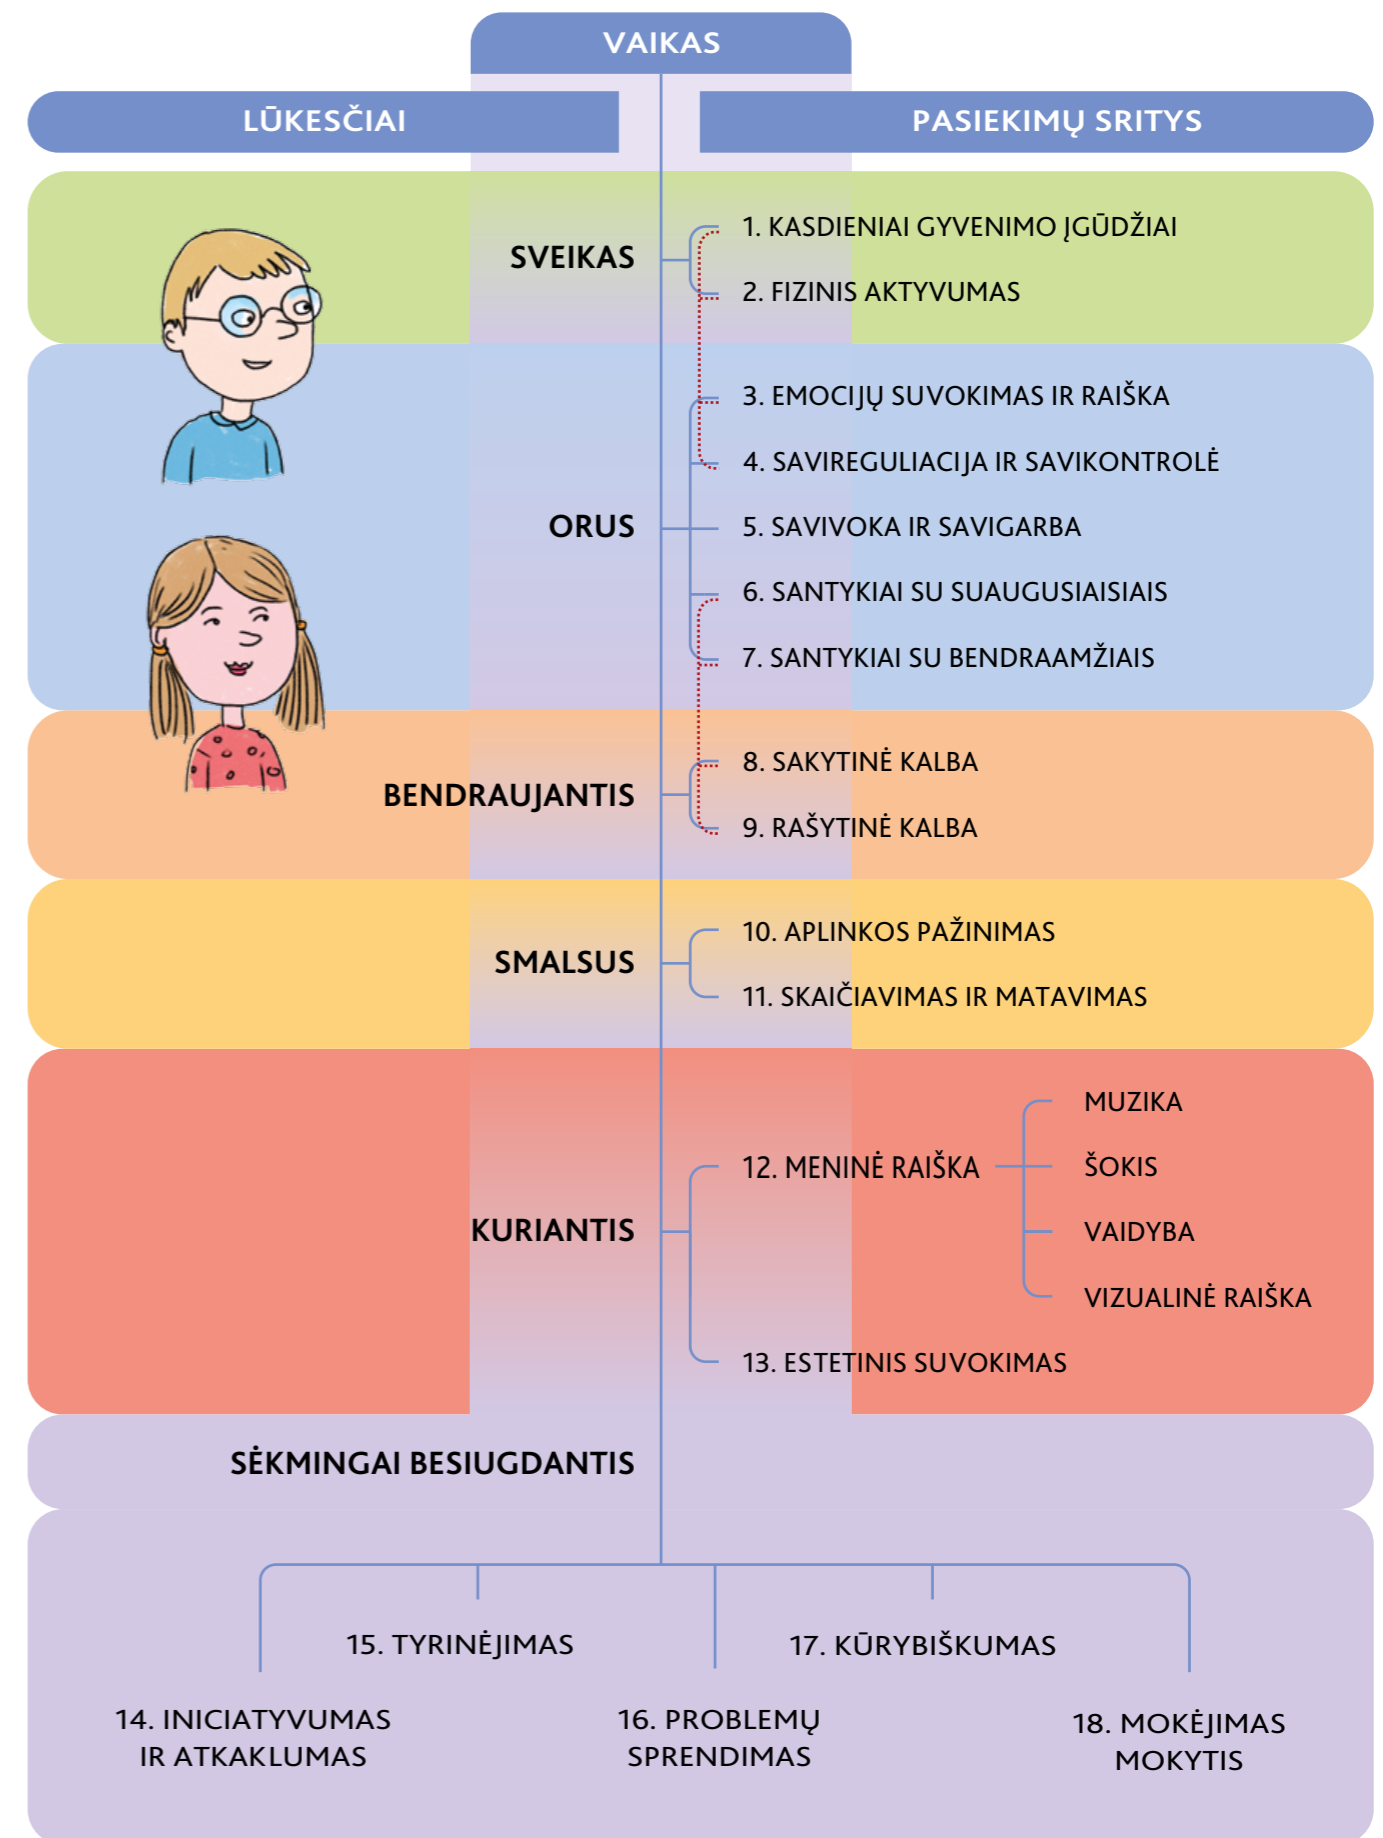 VAIKAS
LŪKESČIAI
PASIEKIMŲ SRITYS
SVEIKAS
1. KASDIENIAI GYVENIMO ĮGŪDŽIAI
2. FIZINIS AKTYVUMAS
ORUS
3. EMOCIJŲ SUVOKIMAS IR RAIŠKA
4. SAVIREGULIACIJA IR SAVIKONTROLĖ
5. SAVIVOKA IR SAVIGARBA
6. SANTYKIAI SU SUAUGUSIAISIAIS
7. SANTYKIAI SU BENDRAAMŽIAIS
BENDRAUJANTIS
8. SAKYTINĖ KALBA
9. RAŠYTINĖ KALBA
SMALSUS
10. APLINKOS PAŽINIMAS
11. SKAIČIAVIMAS IR MATAVIMAS
KURIANTIS
12. MENINĖ RAIŠKA
MUZIKA
ŠOKIS
VAIDYBA
VIZUALINĖ RAIŠKA
13. ESTETINIS SUVOKIMAS
SĖKMINGAI BESIUGDANTIS
14. INICIATYVUMAS
IR ATKAKLUMAS
15. TYRINĖJIMAS
16. PROBLEMŲ
SPRENDIMAS
17. KŪRYBIŠKUMAS
18. MOKĖJIMAS
MOKYTIS